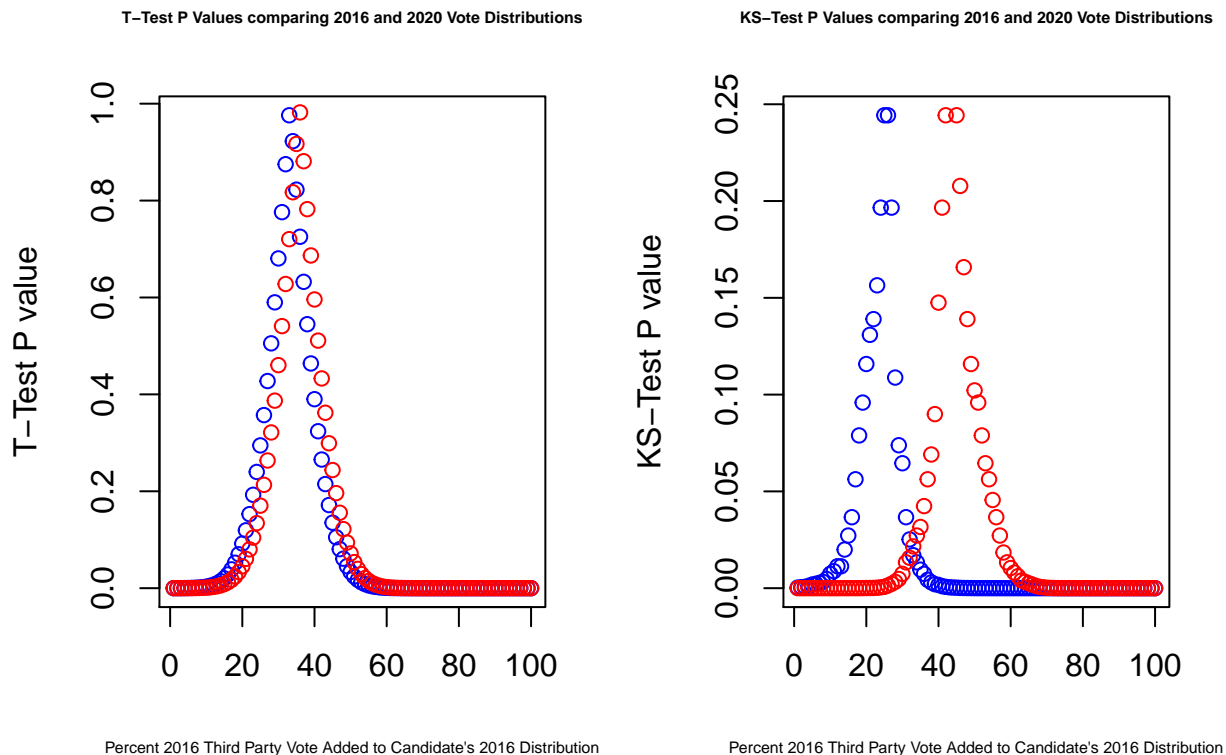 T−Test P Values comparing 2016 and 2020 Vote Distributions
T−Test P value
1.0
0.8
0.6
0.4
0.2
0.0
0 20 40 60 80 100
Percent 2016 Third Party Vote Added to Candidate's 2016 Distribution
KS−Test P Values comparing 2016 and 2020 Vote Distributions
KS−Test P value
0.25
0.20
0.15
0.10
0.05
0.00
0 20 40 60 80 100
Percent 2016 Third Party Vote Added to Candidate's 2016 Distribution